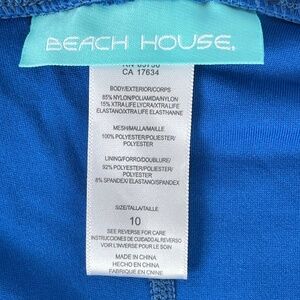 BEACH HOUSE®
CA 17634
BODY/EXTERIOR/CORPS
85% NYLON/POLIAMIDA/NYLON
15% XTRA LIFE LYCRA/XTRA LIFE
ELASTANO/XTRA LIFE ELASTHANNE
MESH/MALLA/MAILLE
100% POLYESTER/POLIESTER/
POLYESTER
LINING/FORRO/DOUBLURE/
92% POLYESTER/POLIESTER/
POLYESTER
8% SPANDEX/ ELASTANO/SPANDEX
SIZE/TALLA/TAILLE
10
SEE REVERSE FOR CARE
INSTRUCCIONES DE CUIDADO AL REVERSO
VOIR L'ENVERS POUR LE SOIN
MADE IN CHINA
HECHO EN CHINA
FABRIQUÉ EN CHINE